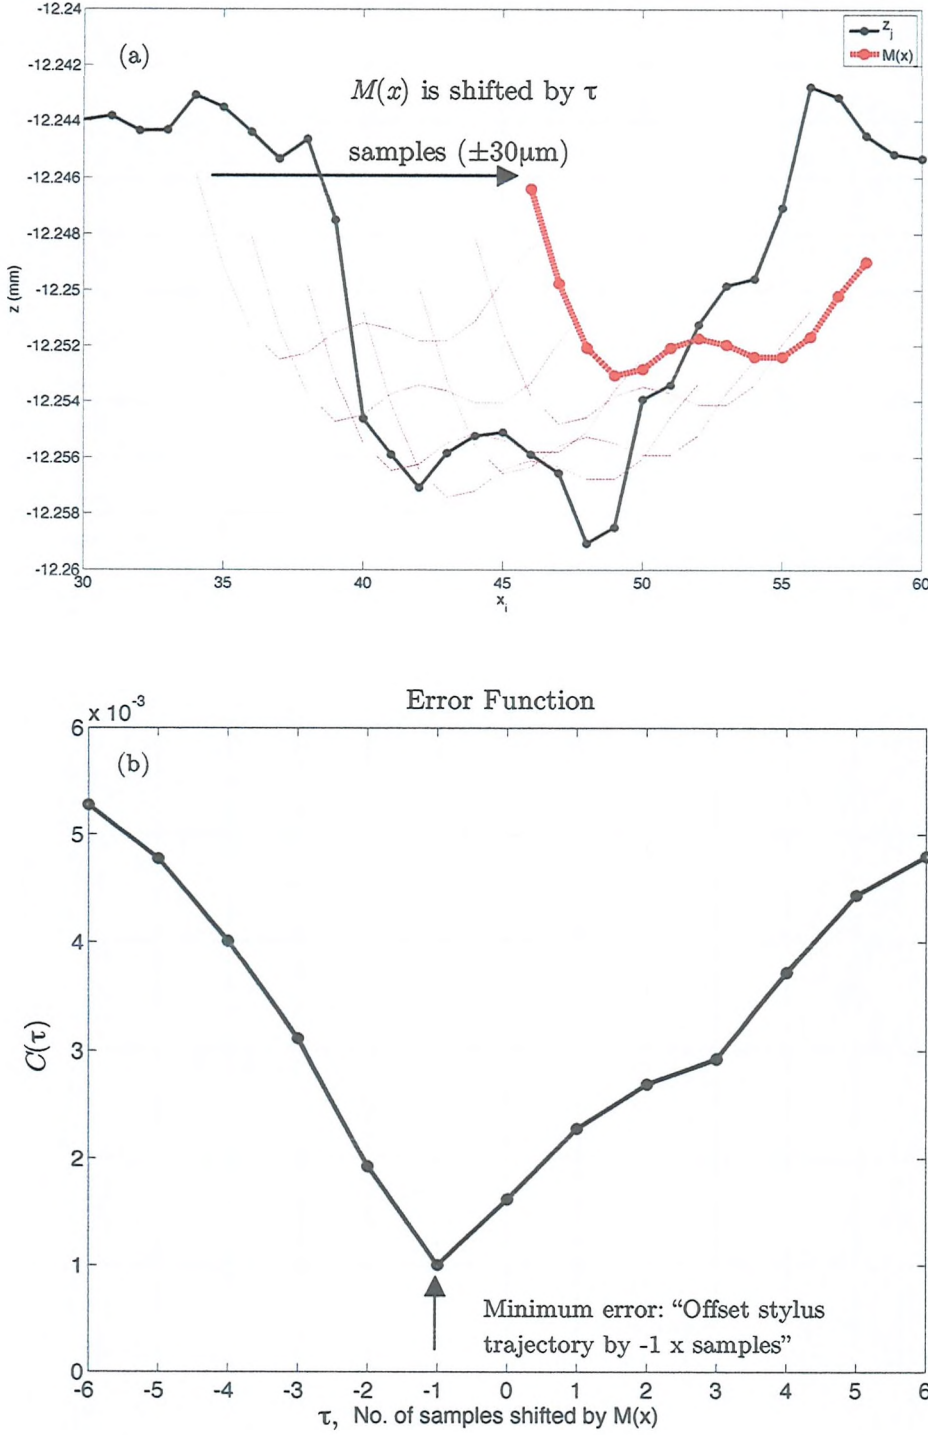 -12.24
(a)
z_j
M(x)
-12.242
M(x) is shifted by τ
-12.244
samples (±30μm)
-12.246
-12.248
z (mm)
-12.25
-12.252
-12.254
-12.256
-12.258
-12.26
30 35 40 45 50 55 60
x_i
Error Function
x 10^-3
6
(b)
5
4
C(τ)
3
2
1
Minimum error: “Offset stylus
trajectory by -1 x samples”
0
-6 -5 -4 -3 -2 -1 0 1 2 3 4 5 6
τ, No. of samples shifted by M(x)